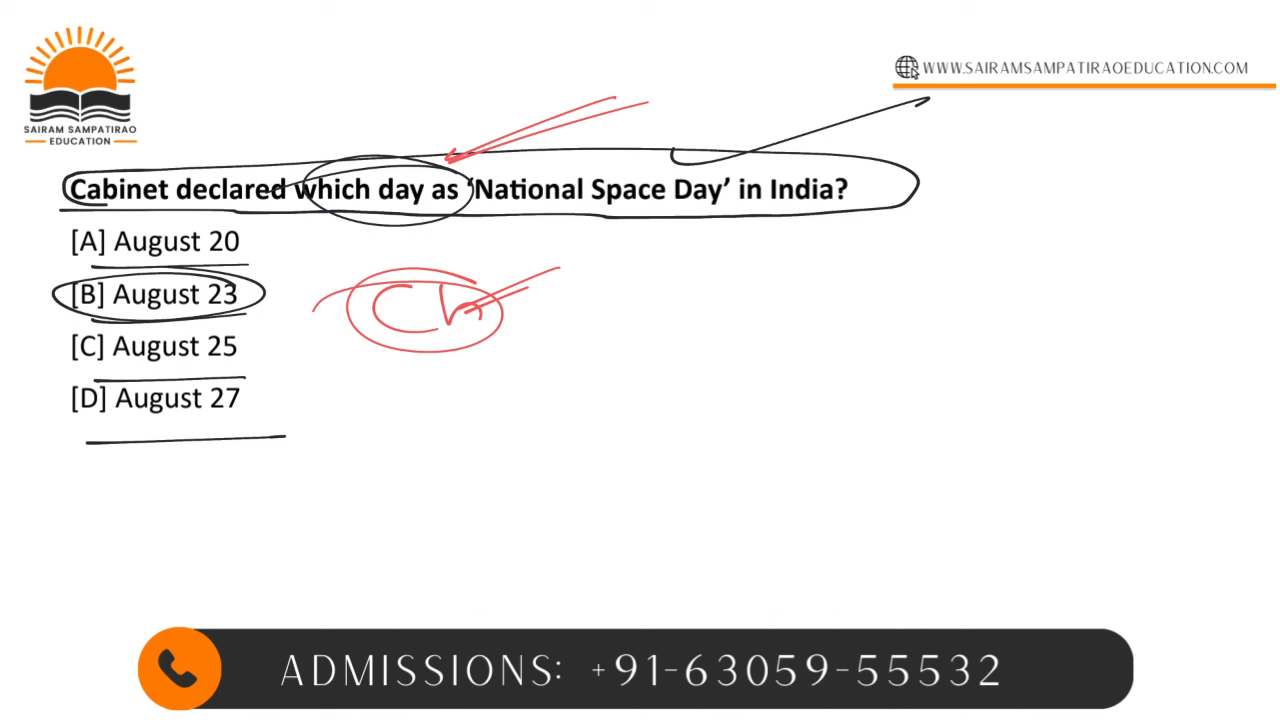 SAIRAM SAMPATIRAO
EDUCATION
WWW.SAIRAMSAMPATIRAOEDUCATION.COM
Cabinet declared which day as ‘National Space Day’ in India?
[A] August 20
[B] August 23
[C] August 25
[D] August 27
Ch
ADMISSIONS: +91-63059-55532